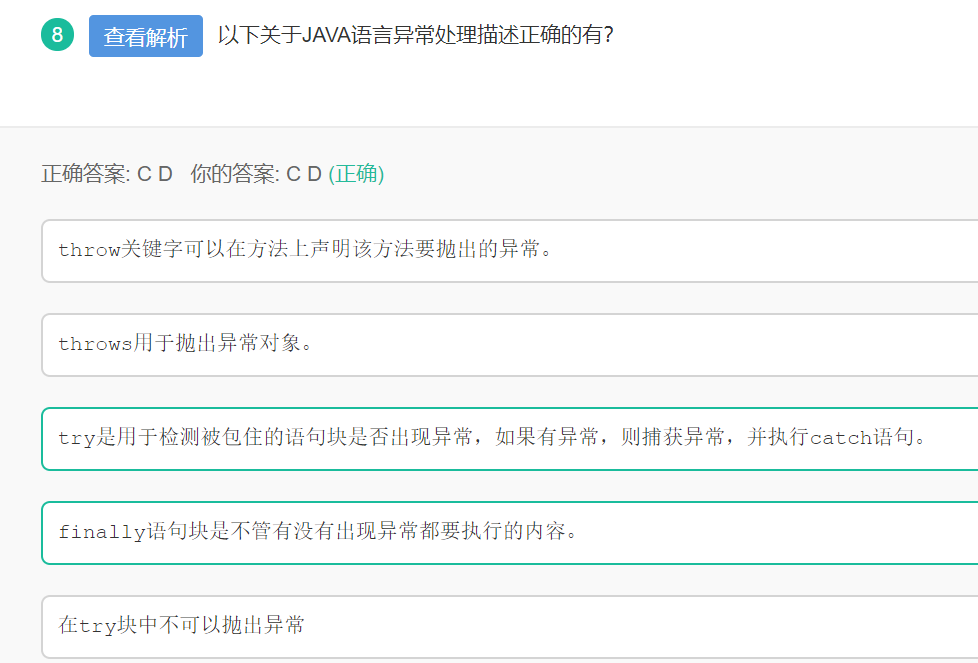 8 查看解析 以下关于JAVA语言异常处理描述正确的有?
正确答案: C D 你的答案: C D (正确)
throw关键字可以在方法上声明该方法要抛出的异常。
throws用于抛出异常对象。
try是用于检测被包住的语句块是否出现异常，如果有异常，则捕获异常，并执行catch语句。
finally语句块是不管有没有出现异常都要执行的内容。
在try块中不可以抛出异常